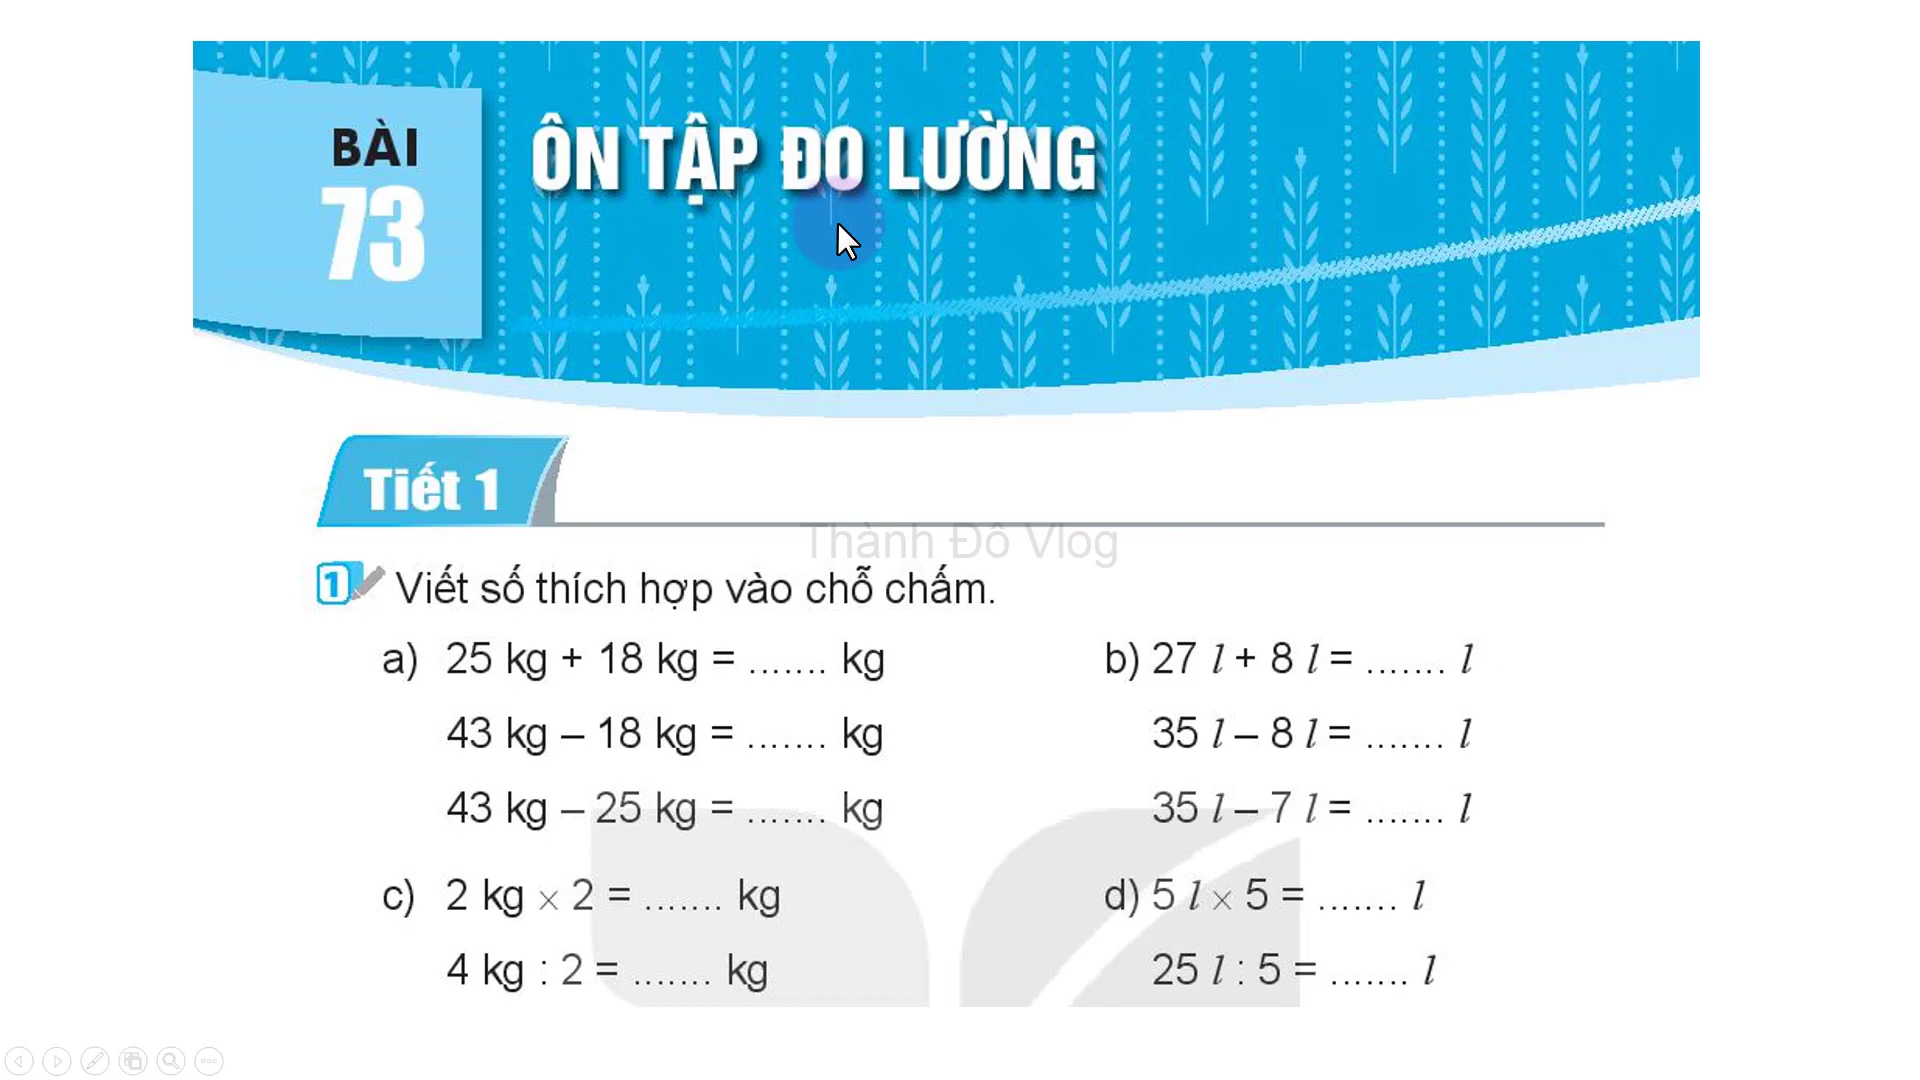 BÀI
73
ÔN TẬP ĐO LƯỜNG
Tiết 1
Thành Đô Vlog
1 Viết số thích hợp vào chỗ chấm.
a) 25 kg + 18 kg = ....... kg
43 kg – 18 kg = ....... kg
43 kg – 25 kg = ....... kg
b) 27 l + 8 l = ....... l
35 l – 8 l = ....... l
35 l – 7 l = ....... l
c) 2 kg × 2 = ....... kg
4 kg : 2 = ....... kg
d) 5 l × 5 = ....... l
25 l : 5 = ....... l